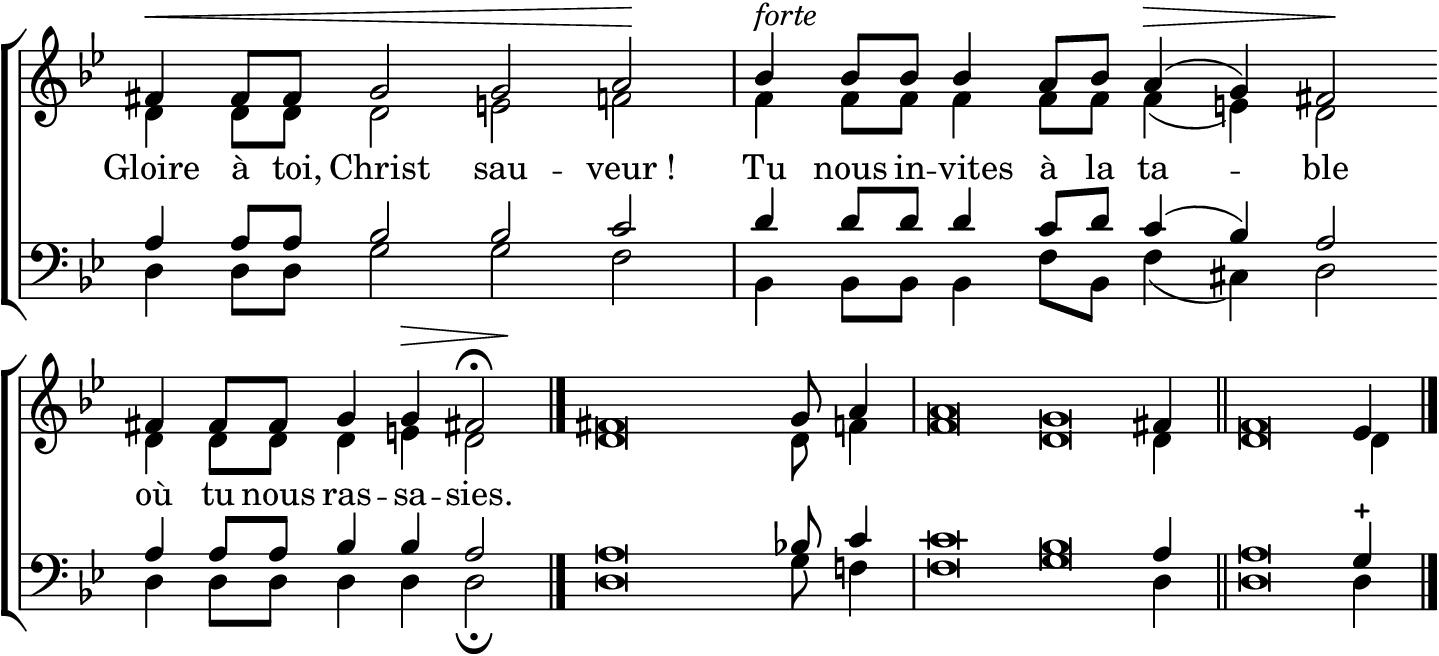 forte
Gloire à toi, Christ sau - veur ! Tu nous in - vites à la ta - ble
où tu nous ras - sa - sies.